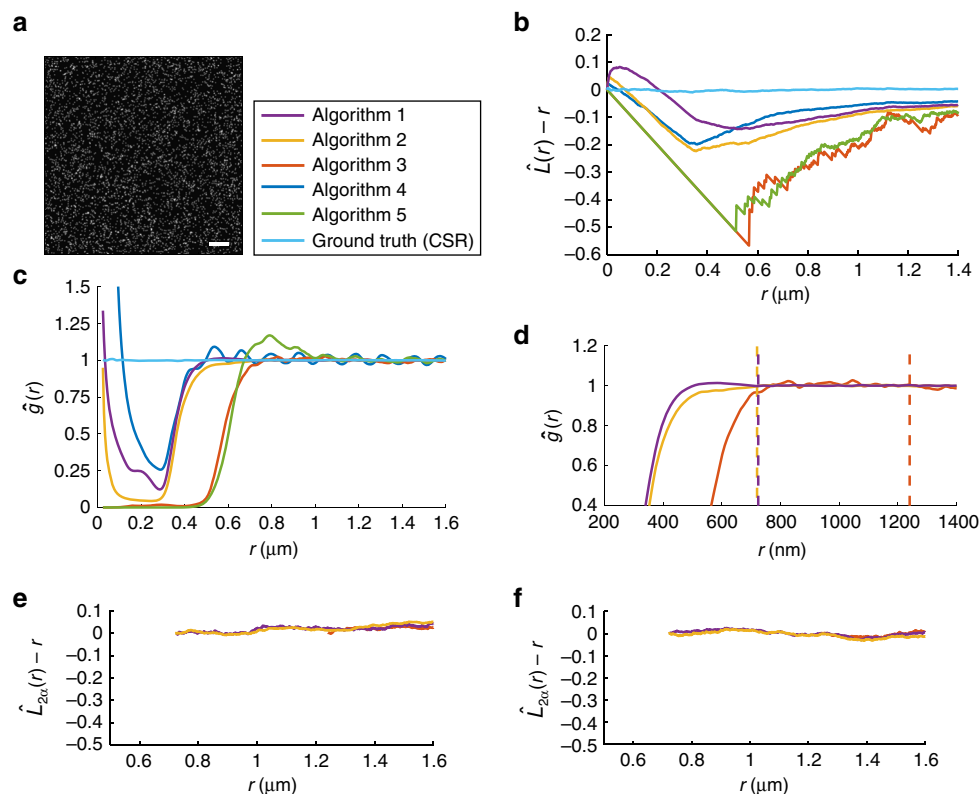 a
Algorithm 1
Algorithm 2
Algorithm 3
Algorithm 4
Algorithm 5
Ground truth (CSR)
b
0.2
0.1
0
−0.1
−0.2
−0.3
−0.4
−0.5
−0.6
L̂(r) − r
0 0.2 0.4 0.6 0.8 1 1.2 1.4
r (μm)
c
1.5
1.25
1
0.75
0.5
0.25
0
ĝ(r)
0 0.2 0.4 0.6 0.8 1 1.2 1.4 1.6
r (μm)
d
1.2
1.0
0.8
0.6
0.4
ĝ(r)
200 400 600 800 1000 1200 1400
r (nm)
e
0.1
0
−0.1
−0.2
−0.3
−0.4
−0.5
L̂2α(r) − r
0.6 0.8 1 1.2 1.4 1.6
r (μm)
f
0.1
0
−0.1
−0.2
−0.3
−0.4
−0.5
L̂2α(r) − r
0.6 0.8 1 1.2 1.4 1.6
r (μm)